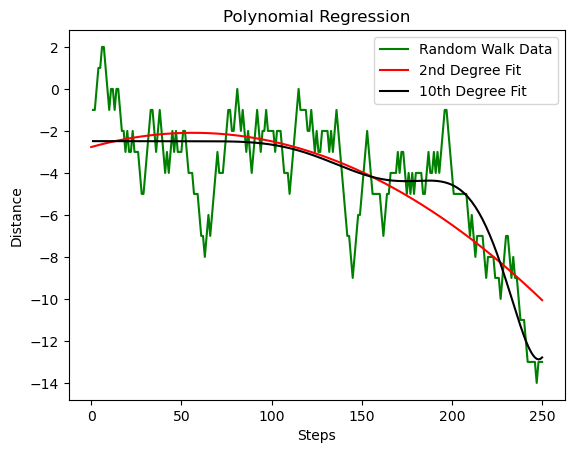 Polynomial Regression
Random Walk Data
2nd Degree Fit
10th Degree Fit
Distance
2
0
−2
−4
−6
−8
−10
−12
−14
0 50 100 150 200 250
Steps